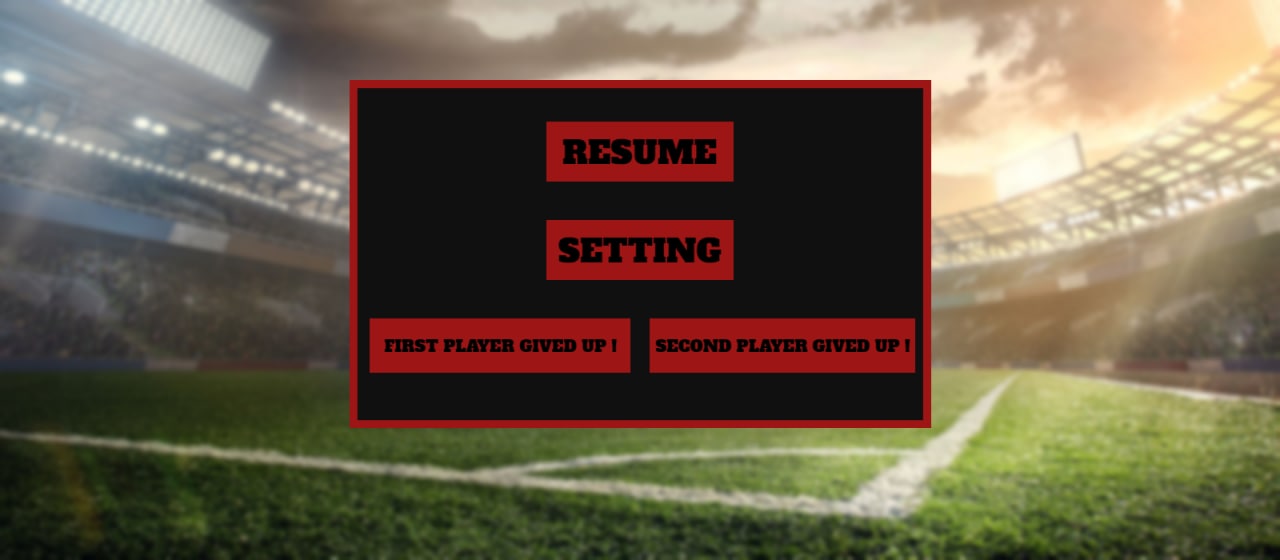 RESUME
SETTING
FIRST PLAYER GIVED UP !
SECOND PLAYER GIVED UP !